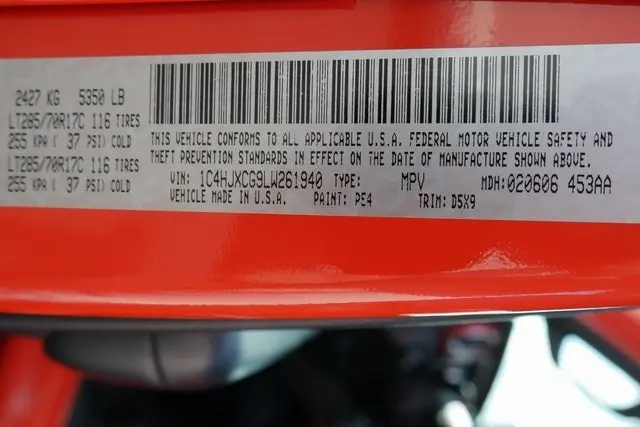 2427 KG 5350 LB
LT285/70R17C 116 TIRES
255 KPA ( 37 PSI) COLD
LT285/70R17C 116 TIRES
255 KPA ( 37 PSI) COLD
THIS VEHICLE CONFORMS TO ALL APPLICABLE U.S.A. FEDERAL MOTOR VEHICLE SAFETY AND
THEFT PREVENTION STANDARDS IN EFFECT ON THE DATE OF MANUFACTURE SHOWN ABOVE.
VIN: 1C4HJXCG9LW261940 TYPE: MPV MDH:020606 453AA
VEHICLE MADE IN U.S.A. PAINT: PE4 TRIM: D5X9